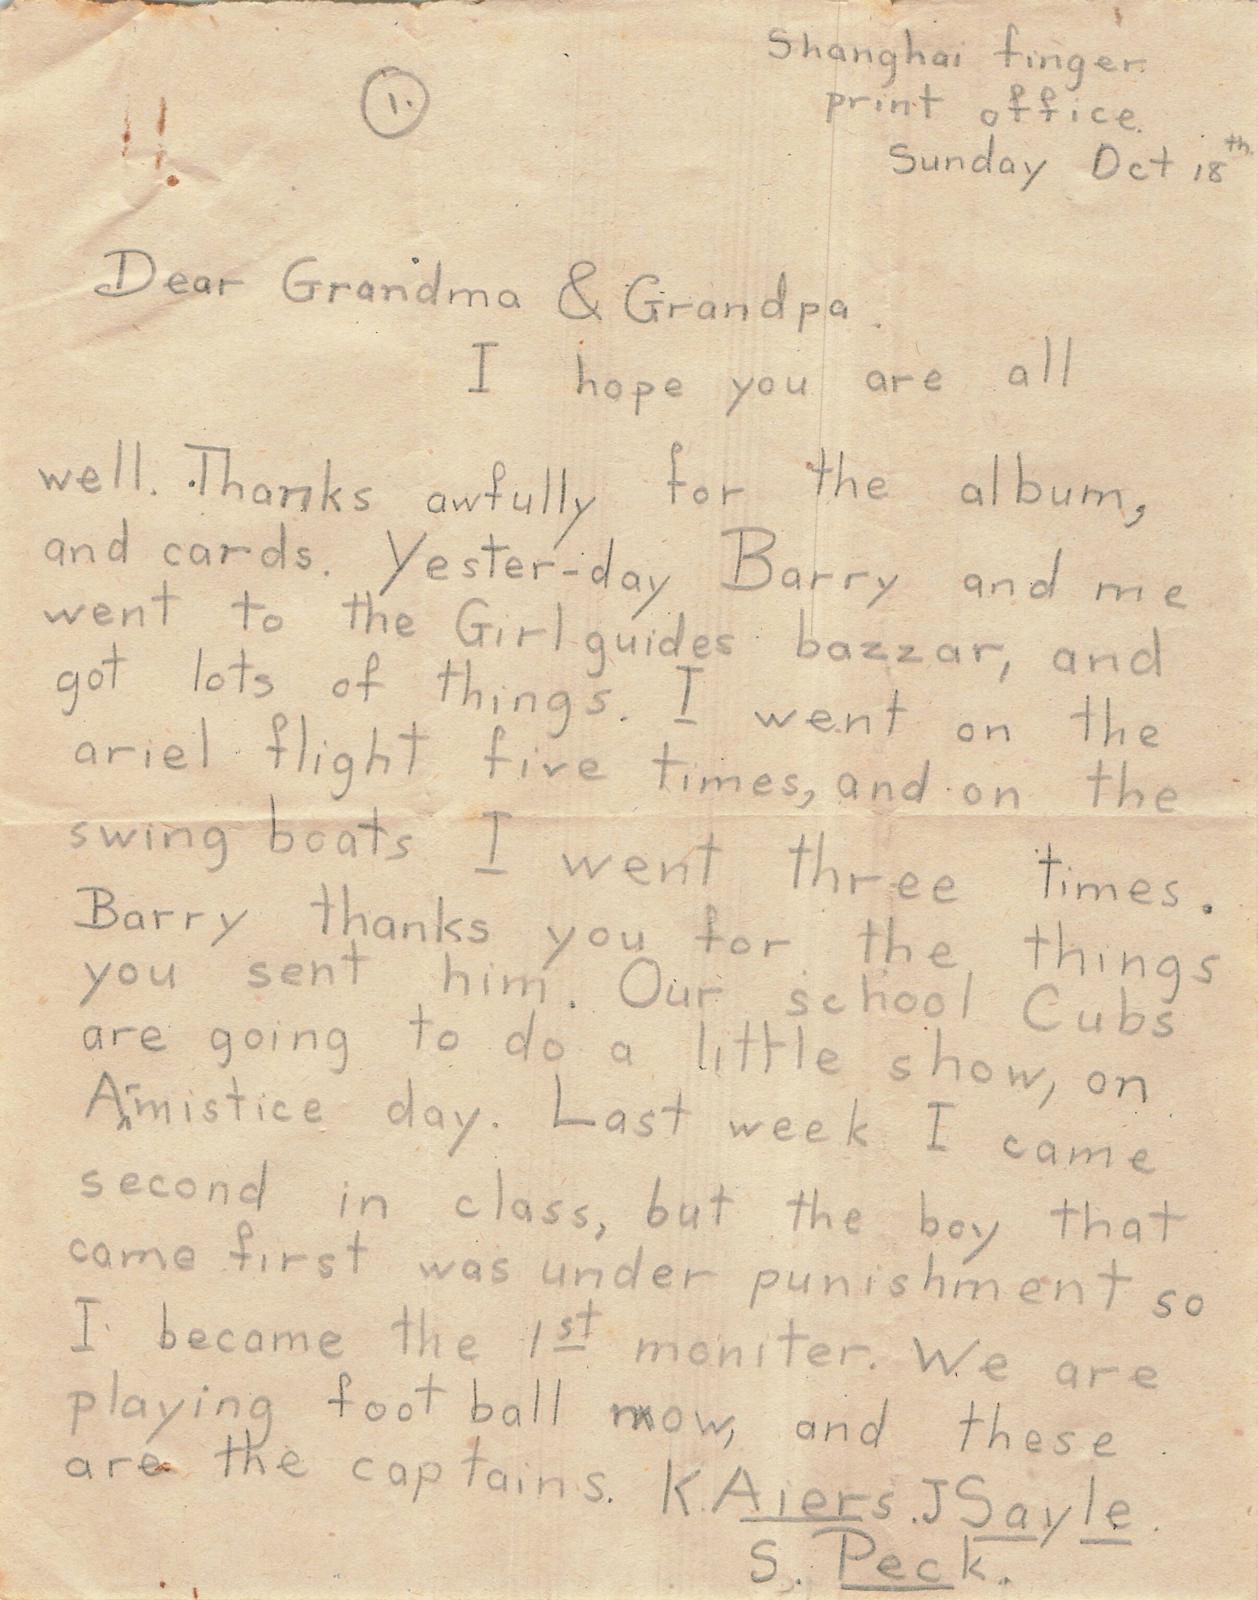 1.
Shanghai finger
print office.
Sunday Oct 18th
Dear Grandma & Grandpa.
I hope you are all
well. Thanks awfully for the album,
and cards. Yester-day Barry and me
went to the Girl guides bazzar, and
got lots of things. I went on the
ariel flight five times, and on the
swing boats I went three times.
Barry thanks you for the things
you sent him. Our school Cubs
are going to do a little show, on
Armistice day. Last week I came
second in class, but the boy that
came first was under punishment so
I became the 1st moniter. We are
playing foot ball now, and these
are the captains. K. Aiers. J Sayle.
S. Peck.